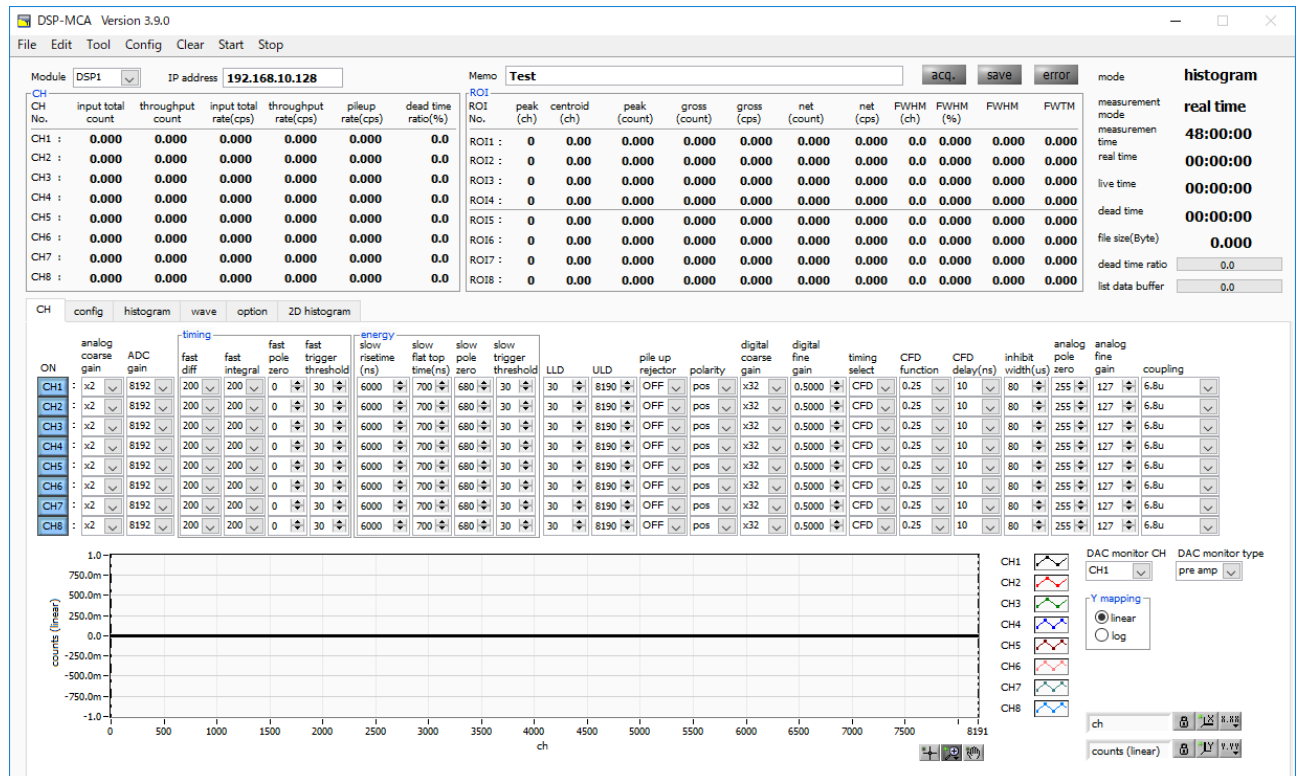 DSP-MCA Version 3.9.0
File Edit Tool Config Clear Start Stop
Module DSP1 IP address 192.168.10.128 Memo Test acq. save error mode histogram
CH
CH No. input total count throughput count input total rate(cps) throughput rate(cps) pileup rate(cps) dead time ratio(%)
CH1 : 0.000 0.000 0.000 0.000 0.000 0.0
CH2 : 0.000 0.000 0.000 0.000 0.000 0.0
CH3 : 0.000 0.000 0.000 0.000 0.000 0.0
CH4 : 0.000 0.000 0.000 0.000 0.000 0.0
CH5 : 0.000 0.000 0.000 0.000 0.000 0.0
CH6 : 0.000 0.000 0.000 0.000 0.000 0.0
CH7 : 0.000 0.000 0.000 0.000 0.000 0.0
CH8 : 0.000 0.000 0.000 0.000 0.000 0.0
ROI
ROI No. peak (ch) centroid (ch) peak (count) gross (count) gross (cps) net (count) net (cps) FWHM (ch) FWHM (%) FWHM FWTM
ROI1 : 0 0.00 0.000 0.000 0.000 0.000 0.000 0.0 0.000 0.000 0.000
ROI2 : 0 0.00 0.000 0.000 0.000 0.000 0.000 0.0 0.000 0.000 0.000
ROI3 : 0 0.00 0.000 0.000 0.000 0.000 0.000 0.0 0.000 0.000 0.000
ROI4 : 0 0.00 0.000 0.000 0.000 0.000 0.000 0.0 0.000 0.000 0.000
ROI5 : 0 0.00 0.000 0.000 0.000 0.000 0.000 0.0 0.000 0.000 0.000
ROI6 : 0 0.00 0.000 0.000 0.000 0.000 0.000 0.0 0.000 0.000 0.000
ROI7 : 0 0.00 0.000 0.000 0.000 0.000 0.000 0.0 0.000 0.000 0.000
ROI8 : 0 0.00 0.000 0.000 0.000 0.000 0.000 0.0 0.000 0.000 0.000
measurement mode real time
measuremen time 48:00:00
real time 00:00:00
live time 00:00:00
dead time 00:00:00
file size(Byte) 0.000
dead time ratio 0.0
list data buffer 0.0
CH config histogram wave option 2D histogram
timing energy
ON analog coarse gain ADC gain fast diff fast integral fast pole zero fast trigger threshold slow risetime (ns) slow flat top time(ns) slow pole zero slow trigger threshold LLD ULD pile up rejector polarity digital coarse gain digital fine gain timing select CFD function CFD delay(ns) inhibit width(us) analog pole zero analog fine gain coupling
CH1 : x2 8192 200 200 0 30 6000 700 680 30 30 8190 OFF pos x32 0.5000 CFD 0.25 10 80 255 127 6.8u
CH2 : x2 8192 200 200 0 30 6000 700 680 30 30 8190 OFF pos x32 0.5000 CFD 0.25 10 80 255 127 6.8u
CH3 : x2 8192 200 200 0 30 6000 700 680 30 30 8190 OFF pos x32 0.5000 CFD 0.25 10 80 255 127 6.8u
CH4 : x2 8192 200 200 0 30 6000 700 680 30 30 8190 OFF pos x32 0.5000 CFD 0.25 10 80 255 127 6.8u
CH5 : x2 8192 200 200 0 30 6000 700 680 30 30 8190 OFF pos x32 0.5000 CFD 0.25 10 80 255 127 6.8u
CH6 : x2 8192 200 200 0 30 6000 700 680 30 30 8190 OFF pos x32 0.5000 CFD 0.25 10 80 255 127 6.8u
CH7 : x2 8192 200 200 0 30 6000 700 680 30 30 8190 OFF pos x32 0.5000 CFD 0.25 10 80 255 127 6.8u
CH8 : x2 8192 200 200 0 30 6000 700 680 30 30 8190 OFF pos x32 0.5000 CFD 0.25 10 80 255 127 6.8u
counts (linear)
1.0
750.0m
500.0m
250.0m
0.0
-250.0m
-500.0m
-750.0m
-1.0
0 500 1000 1500 2000 2500 3000 3500 4000 4500 5000 5500 6000 6500 7000 7500 8191
ch
CH1
CH2
CH3
CH4
CH5
CH6
CH7
CH8
DAC monitor CH DAC monitor type
CH1 pre amp
Y mapping
linear
log
ch X X.XX
counts (linear) Y Y.YY